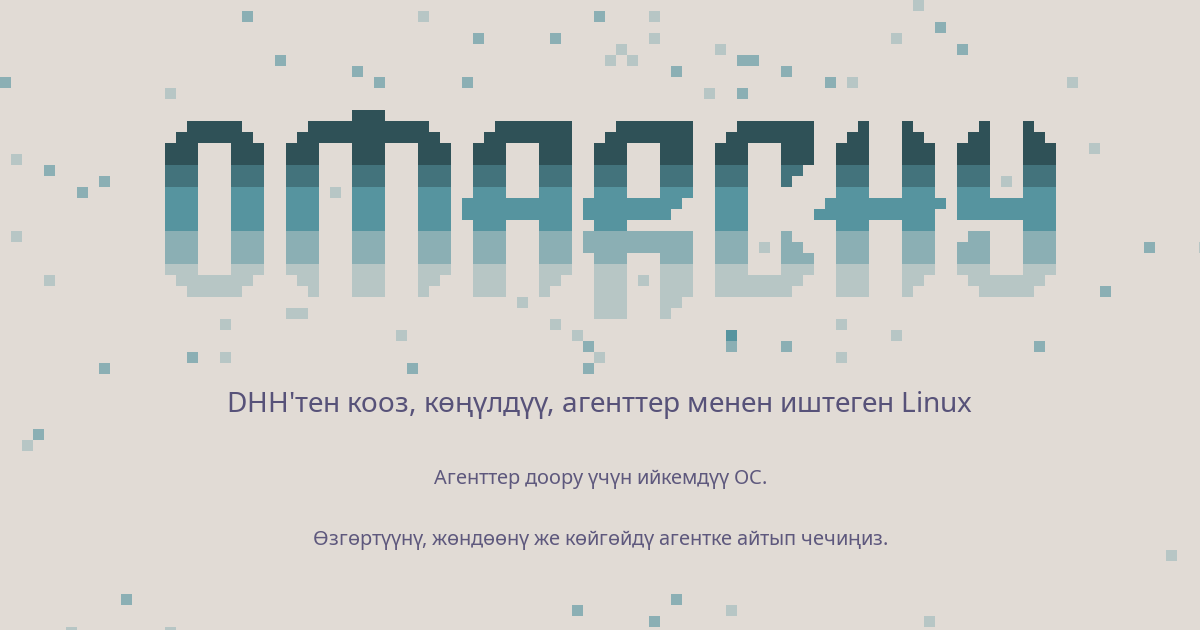 OMARCHY
DHH'тен кооз, көңүлдүү, агенттер менен иштеген Linux
Агенттер доору үчүн ийкемдүү ОС.
Өзгөртүүнү, жөндөөнү же көйгөйдү агентке айтып чечиңиз.